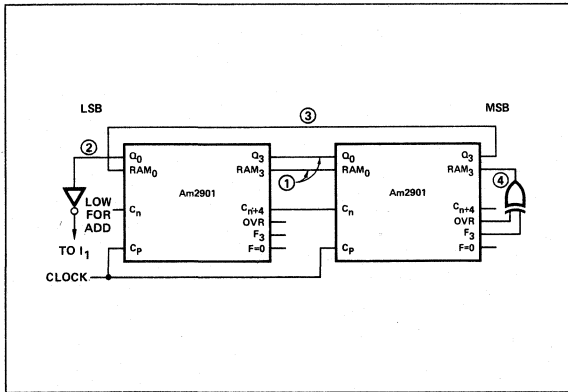 LSB
MSB
③
②
Q0
RAM0
Q3
RAM3
①
Q0
RAM0
Q3
RAM3
④
Am2901
Am2901
LOW
FOR
ADD
Cn
Cn+4
OVR
F3
F=0
Cn
Cn+4
OVR
F3
F=0
TO I1
CP
CP
CLOCK